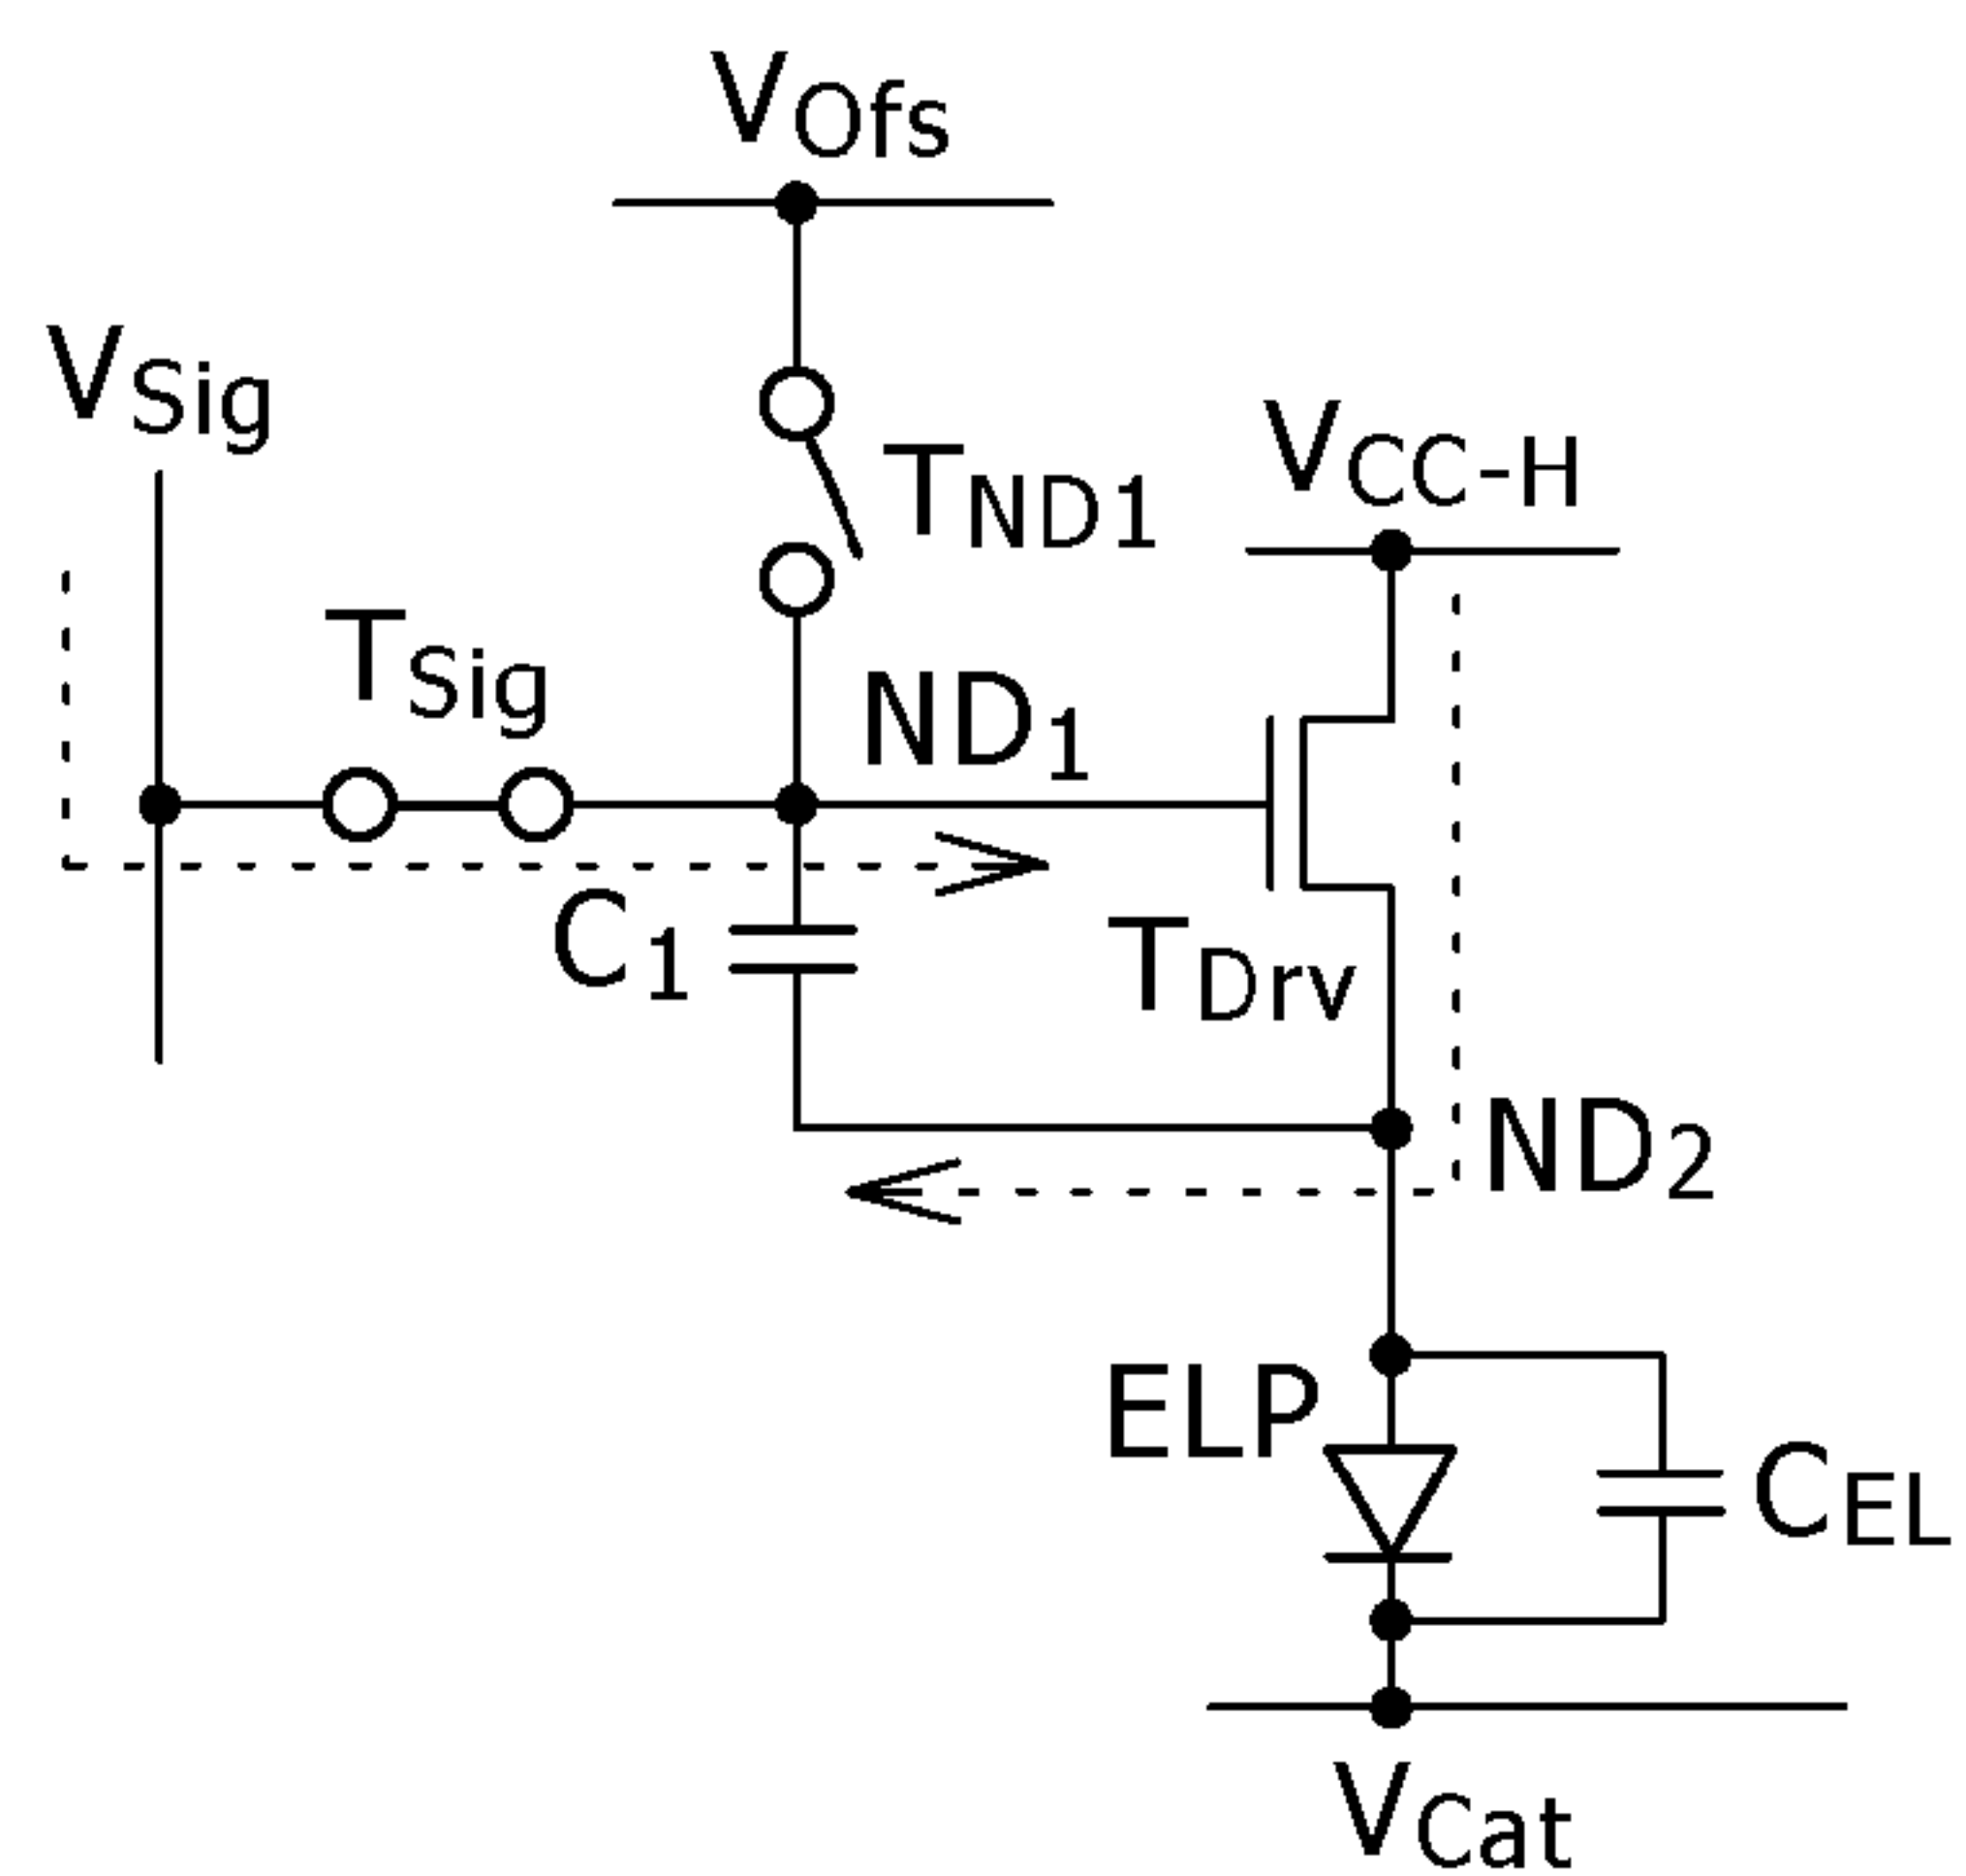 VOfs
VSig
VCC-H
TND1
TSig
ND1
C1
TDrv
ND2
ELP
CEL
VCat